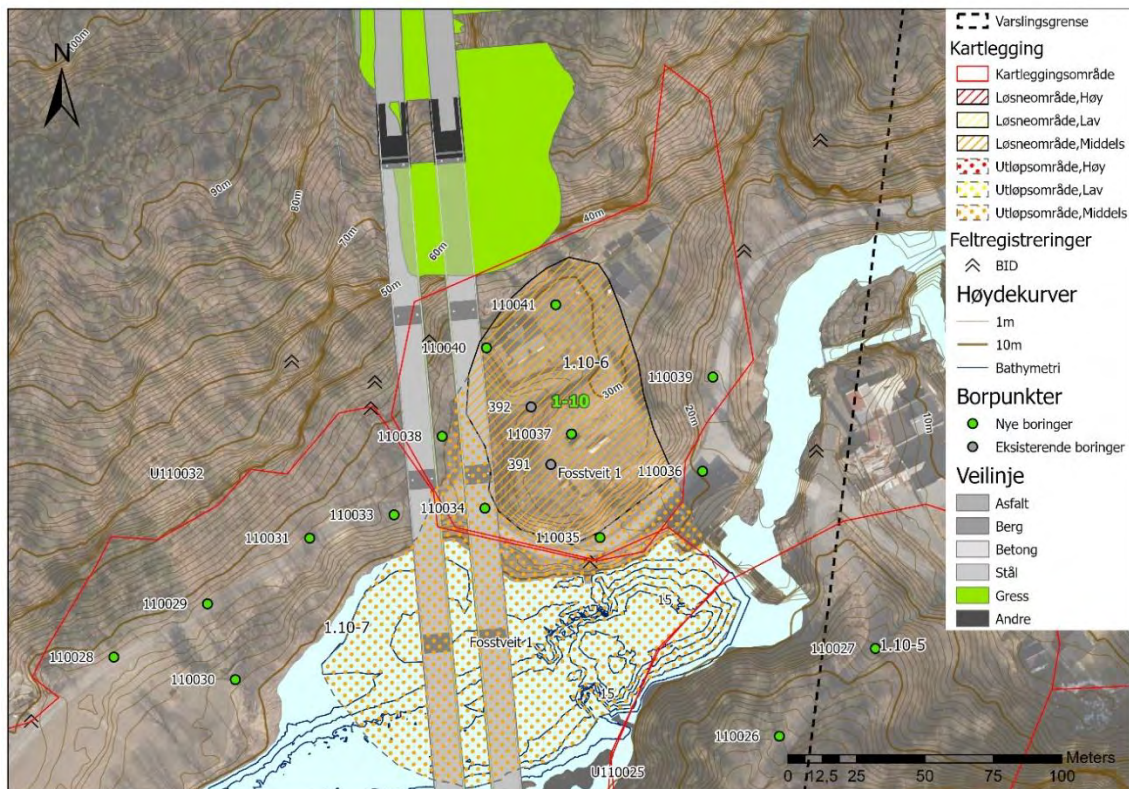 100m
N
90m
80m
70m
60m
50m
40m
110041
110040
1.10-6
30m
110039
392
1-10
20m
110037
110038
10m
391
Fosstveit 1
110036
U110032
110034
110033
110035
110031
15
110029
1.10-7
Fosstveit 1
110028
110027
1.10-5
110030
15
110026
U110025
Meters
0 12,5 25 50 75 100
Varslingsgrense
Kartlegging
Kartleggingsområde
Løsneområde,Høy
Løsneområde,Lav
Løsneområde,Middels
Utløpsområde,Høy
Utløpsområde,Lav
Utløpsområde,Middels
Feltregistreringer
BID
Høydekurver
1m
10m
Bathymetri
Borpunkter
Nye boringer
Eksisterende boringer
Veilinje
Asfalt
Berg
Betong
Stål
Gress
Andre